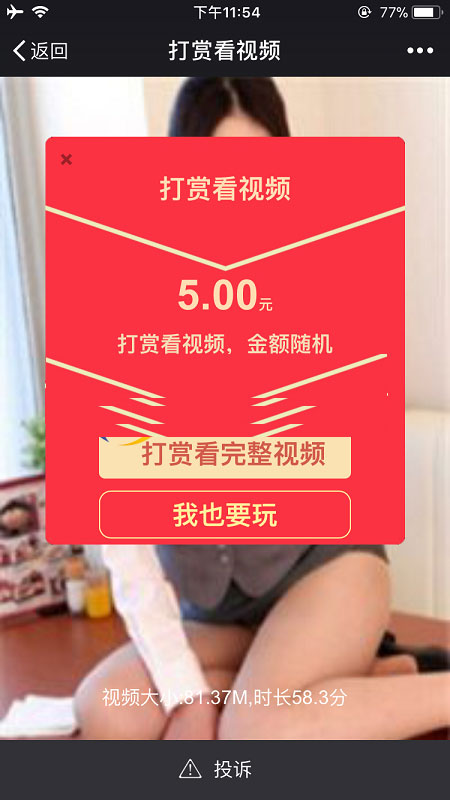 下午11:54
77%
返回
打赏看视频
打赏看视频
5.00元
打赏看视频，金额随机
打赏看完整视频
我也要玩
视频大小:81.37M,时长58.3分
投诉